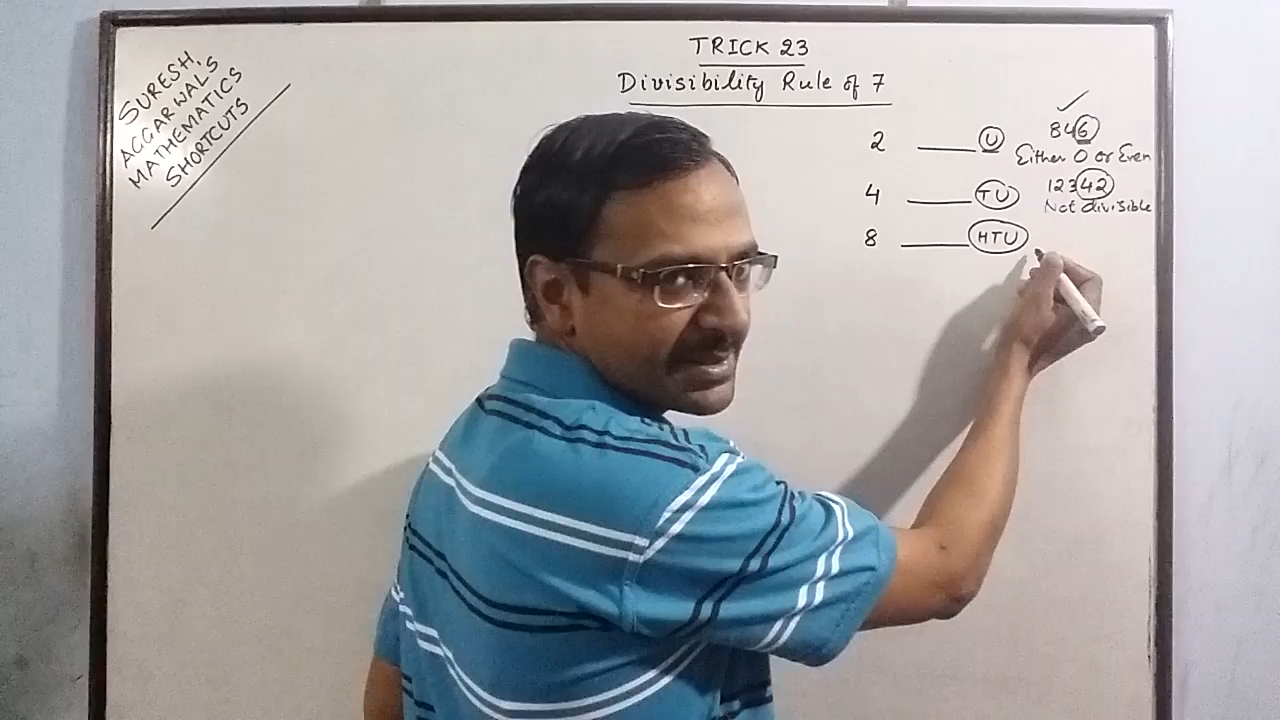 SURESH,
AGGARWAL'S
MATHEMATICS
SHORTCUTS
TRICK 23
Divisibility Rule of 7
2 U 846
Either 0 or Even
4 TU 12342
Not divisible
8 HTU